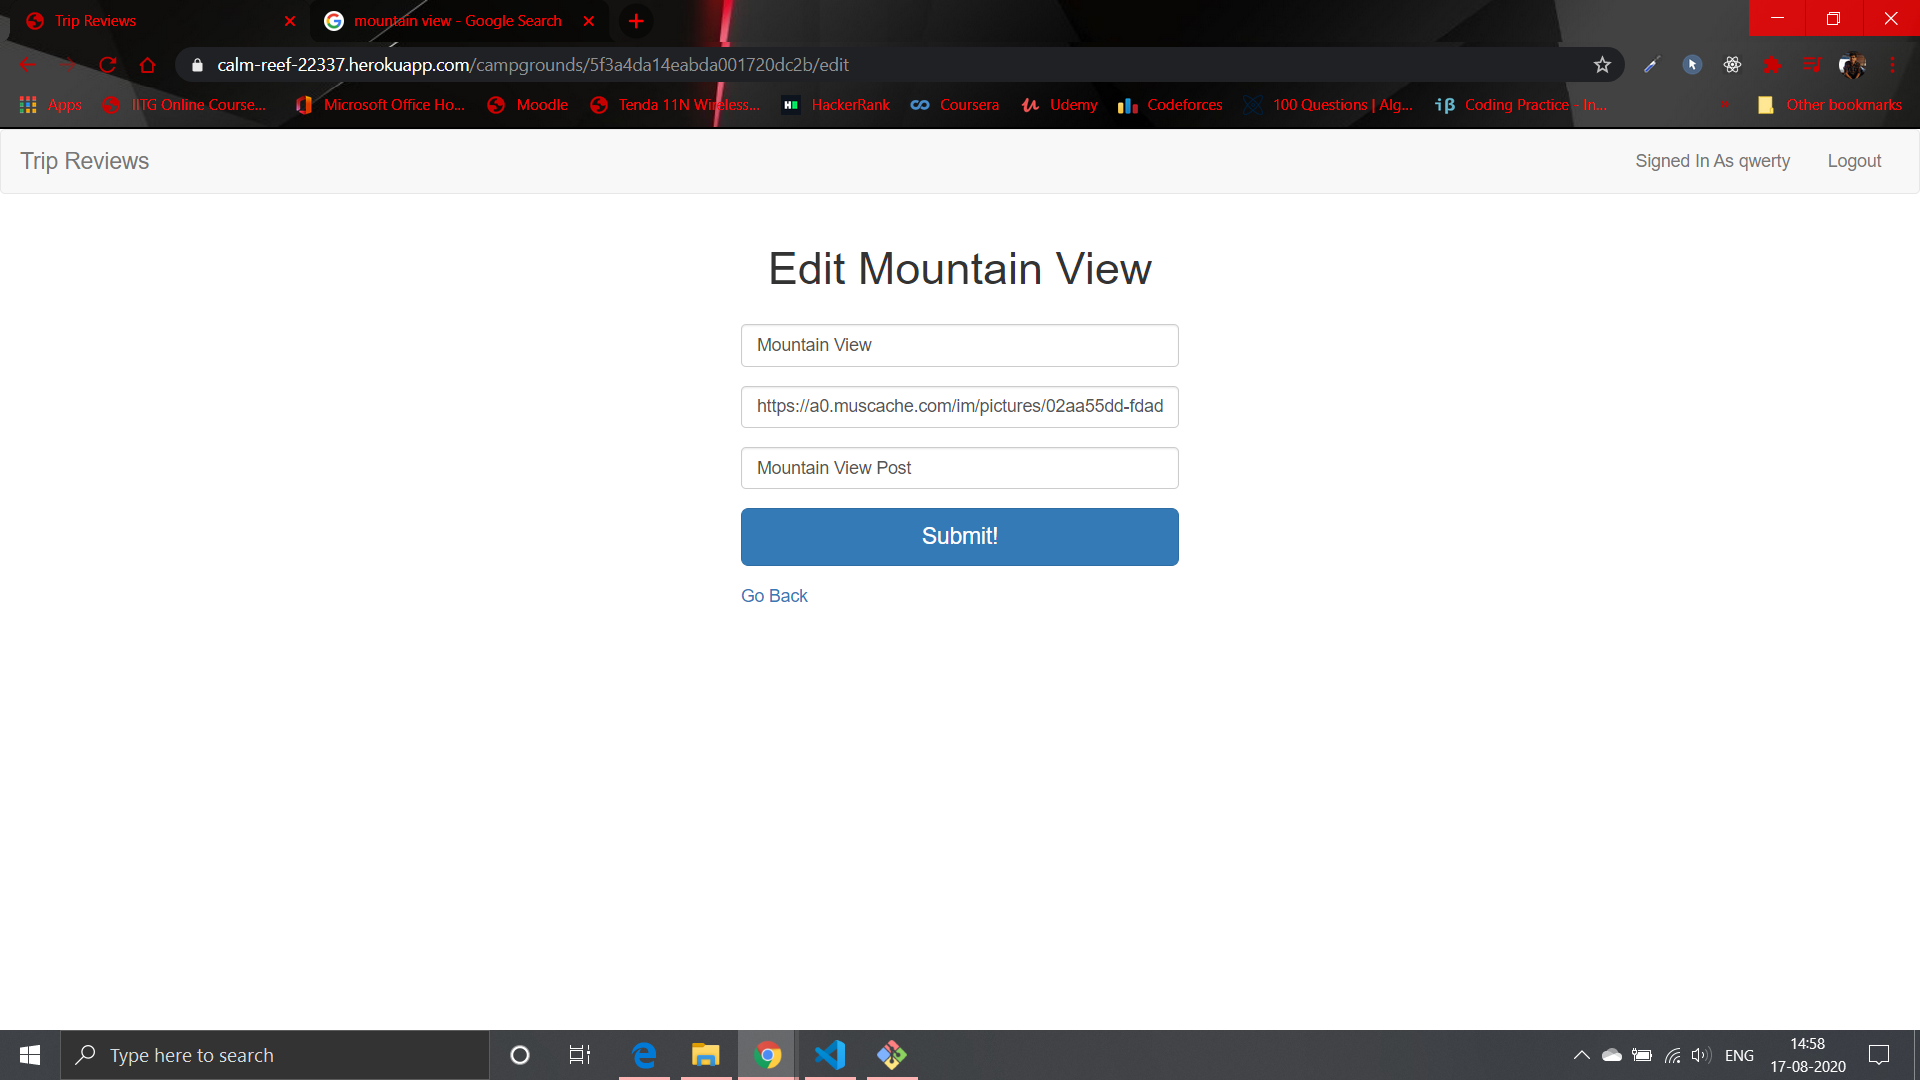 Trip Reviews
mountain view - Google Search
calm-reef-22337.herokuapp.com/campgrounds/5f3a4da14eabda001720dc2b/edit
Apps
IITG Online Course...
Microsoft Office Ho...
Moodle
Tenda 11N Wireless...
HackerRank
Coursera
Udemy
Codeforces
100 Questions | Alg...
Coding Practice - In...
Other bookmarks
Trip Reviews
Signed In As qwerty
Logout
Edit Mountain View
Mountain View
https://a0.muscache.com/im/pictures/02aa55dd-fdad
Mountain View Post
Submit!
Go Back
Type here to search
ENG
14:58
17-08-2020